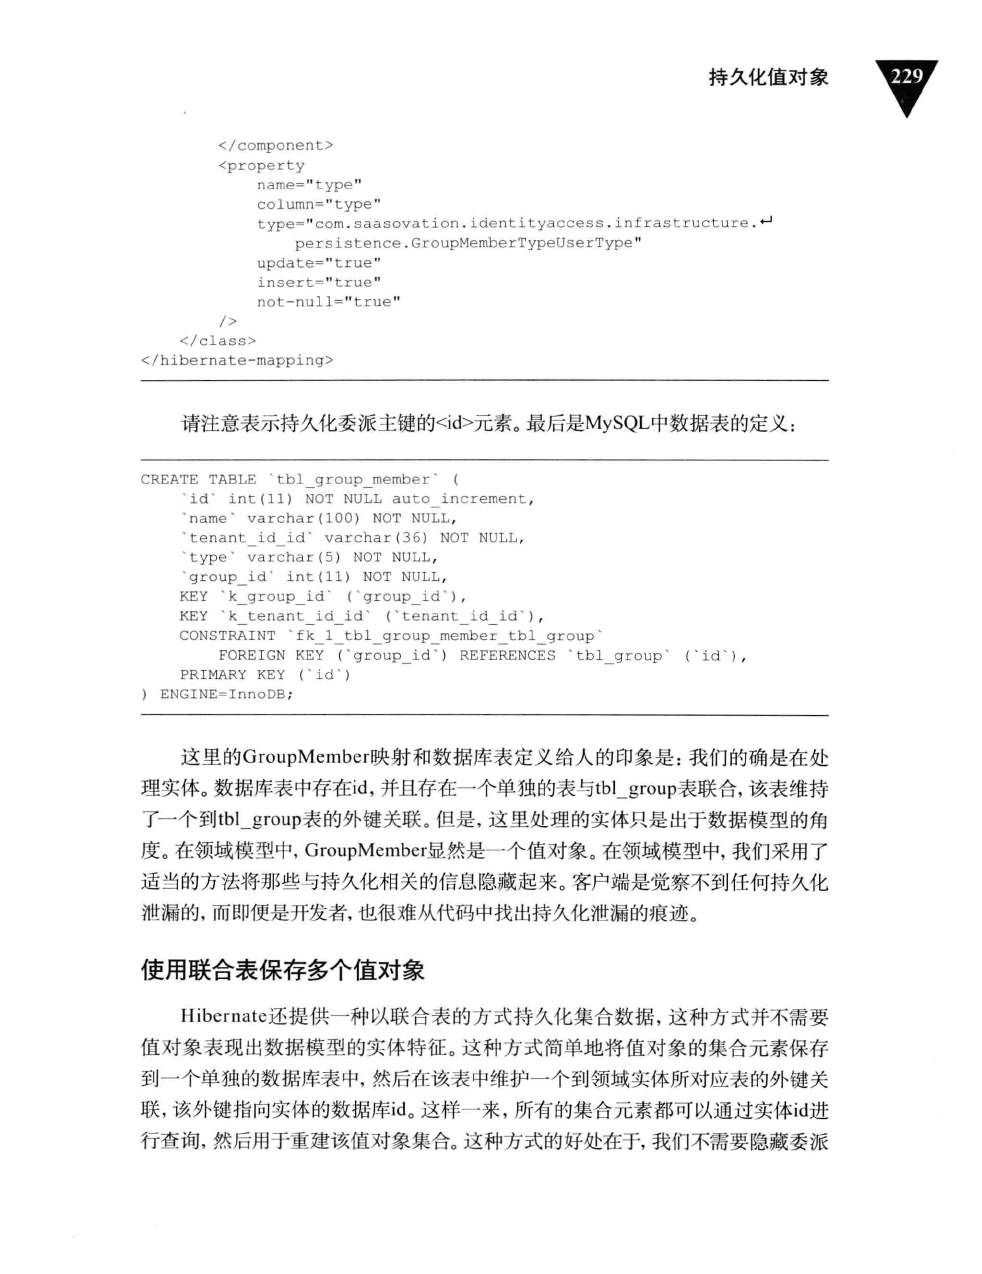 持久化值对象
229
</component>
<property
name="type"
column="type"
type="com.saasovation.identityaccess.infrastructure.↵
persistence.GroupMemberTypeUserType"
update="true"
insert="true"
not-null="true"
/>
</class>
</hibernate-mapping>
请注意表示持久化委派主键的<id>元素。最后是MySQL中数据表的定义：
CREATE TABLE `tbl_group_member` (
`id` int(11) NOT NULL auto_increment,
`name` varchar(100) NOT NULL,
`tenant_id_id` varchar(36) NOT NULL,
`type` varchar(5) NOT NULL,
`group_id` int(11) NOT NULL,
KEY `k_group_id` (`group_id`),
KEY `k_tenant_id_id` (`tenant_id_id`),
CONSTRAINT `fk_1_tbl_group_member_tbl_group`
FOREIGN KEY (`group_id`) REFERENCES `tbl_group` (`id`),
PRIMARY KEY (`id`)
) ENGINE=InnoDB;
这里的GroupMember映射和数据库表定义给人的印象是：我们的确是在处
理实体。数据库表中存在id，并且存在一个单独的表与tbl_group表联合，该表维持
了一个到tbl_group表的外键关联。但是，这里处理的实体只是出于数据模型的角
度。在领域模型中，GroupMember显然是一个值对象。在领域模型中，我们采用了
适当的方法将那些与持久化相关的信息隐藏起来。客户端是觉察不到任何持久化
泄漏的，而即便是开发者，也很难从代码中找出持久化泄漏的痕迹。
使用联合表保存多个值对象
Hibernate还提供一种以联合表的方式持久化集合数据，这种方式并不需要
值对象表现出数据模型的实体特征。这种方式简单地将值对象的集合元素保存
到一个单独的数据库表中，然后在该表中维护一个到领域实体所对应表的外键关
联，该外键指向实体的数据库id。这样一来，所有的集合元素都可以通过实体id进
行查询，然后用于重建该值对象集合。这种方式的好处在于，我们不需要隐藏委派